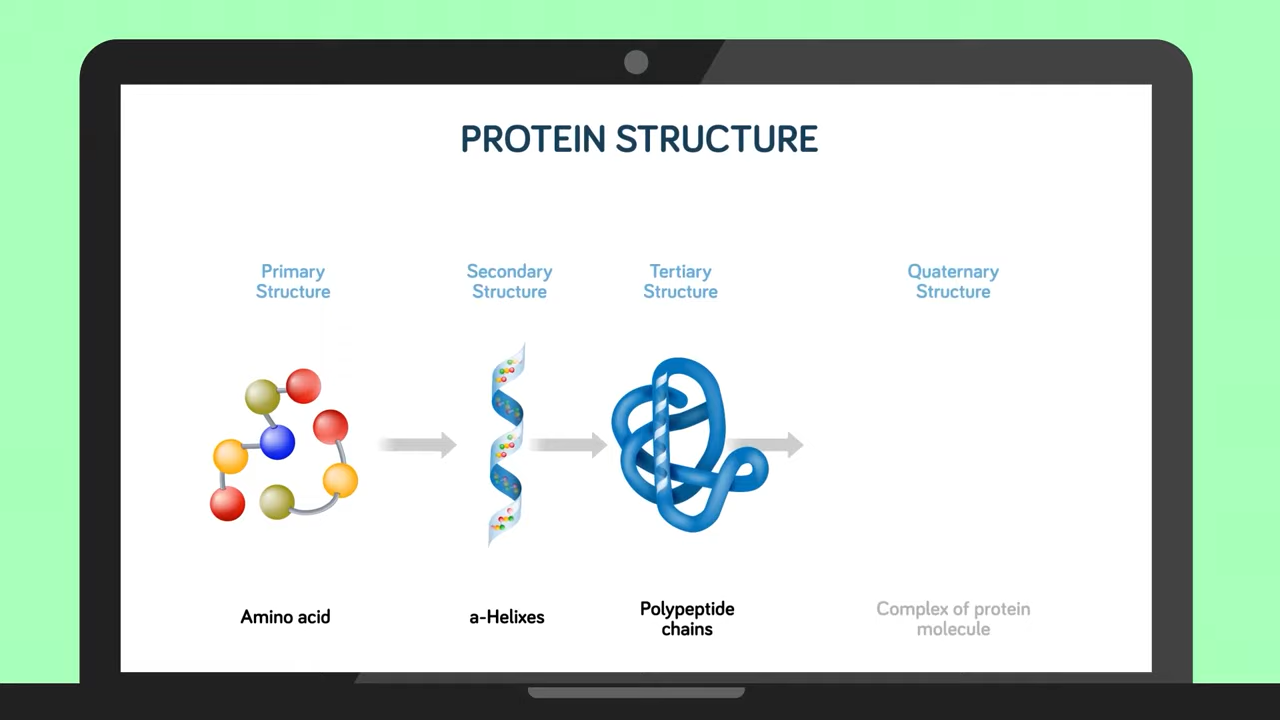 PROTEIN STRUCTURE
Primary
Structure
Secondary
Structure
Tertiary
Structure
Quaternary
Structure
Amino acid
a-Helixes
Polypeptide
chains
Complex of protein
molecule